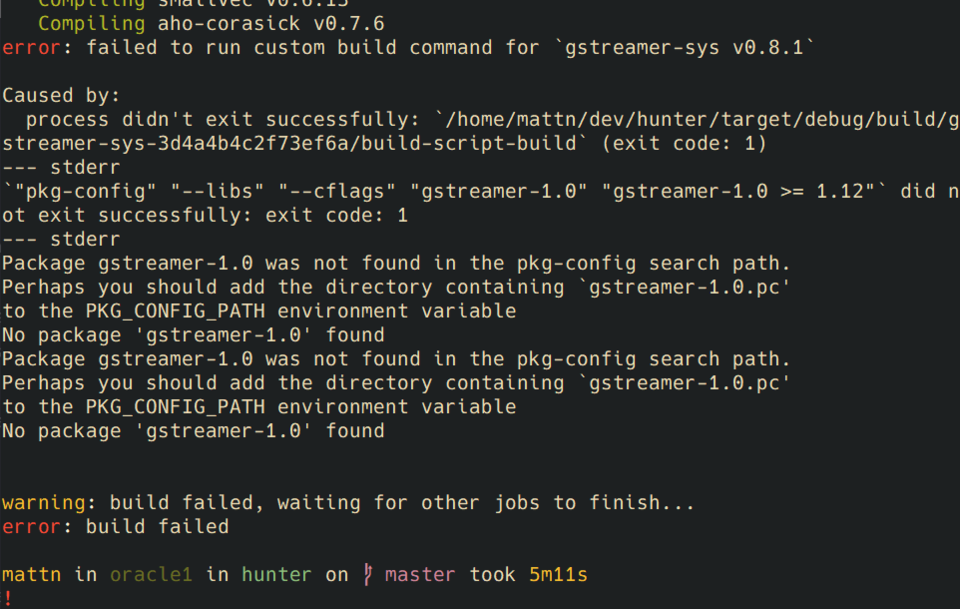 Compiling smallvec v0.6.13
Compiling aho-corasick v0.7.6
error: failed to run custom build command for `gstreamer-sys v0.8.1`
Caused by:
process didn't exit successfully: `/home/mattn/dev/hunter/target/debug/build/g
streamer-sys-3d4a4b4c2f73ef6a/build-script-build` (exit code: 1)
--- stderr
`"pkg-config" "--libs" "--cflags" "gstreamer-1.0" "gstreamer-1.0 >= 1.12"` did n
ot exit successfully: exit code: 1
--- stderr
Package gstreamer-1.0 was not found in the pkg-config search path.
Perhaps you should add the directory containing `gstreamer-1.0.pc'
to the PKG_CONFIG_PATH environment variable
No package 'gstreamer-1.0' found
Package gstreamer-1.0 was not found in the pkg-config search path.
Perhaps you should add the directory containing `gstreamer-1.0.pc'
to the PKG_CONFIG_PATH environment variable
No package 'gstreamer-1.0' found
warning: build failed, waiting for other jobs to finish...
error: build failed
mattn in oracle1 in hunter on master took 5m11s
!